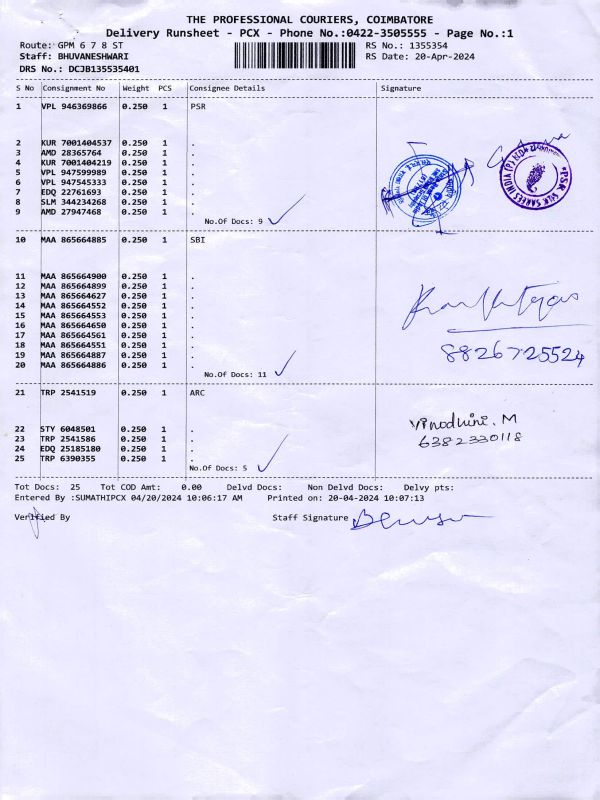 THE PROFESSIONAL COURIERS, COIMBATORE
Delivery Runsheet - PCX - Phone No.:0422-3505555 - Page No.:1
Route: GPM 6 7 8 ST RS No.: 1355354
Staff: BHUVANESHWARI RS Date: 20-Apr-2024
DRS No.: DCJB135535401
S No Consignment No Weight PCS Consignee Details Signature
1 VPL 946369866 0.250 1 PSR
2 KUR 7001404537 0.250 1 .
3 AMD 28365764 0.250 1 .
4 KUR 7001404219 0.250 1 .
5 VPL 947599989 0.250 1 .
6 VPL 947545333 0.250 1 .
7 EDQ 22761693 0.250 1 .
8 SLM 344234268 0.250 1 .
9 AMD 27947468 0.250 1 .
PSR SILK SAREES INDIA (P) LTD
No.Of Docs: 9
10 MAA 865664885 0.250 1 SBI
11 MAA 865664900 0.250 1 .
12 MAA 865664899 0.250 1 .
13 MAA 865664627 0.250 1 .
14 MAA 865664552 0.250 1 .
15 MAA 865664553 0.250 1 .
16 MAA 865664650 0.250 1 .
17 MAA 865664561 0.250 1 .
18 MAA 865664551 0.250 1 .
19 MAA 865664887 0.250 1 .
20 MAA 865664886 0.250 1 .
8826725524
No.Of Docs: 11
21 TRP 2541519 0.250 1 ARC
Vinodhini. M
22 STY 6048501 0.250 1 .
23 TRP 2541586 0.250 1 .
6382330118
24 EDQ 25185180 0.250 1 .
25 TRP 6390355 0.250 1 .
No.Of Docs: 5
Tot Docs: 25 Tot COD Amt: 0.00 Delvd Docs: Non Delvd Docs: Delvy pts:
Entered By :SUMATHIPCX 04/20/2024 10:06:17 AM Printed on: 20-04-2024 10:07:13
Verified By Staff Signature